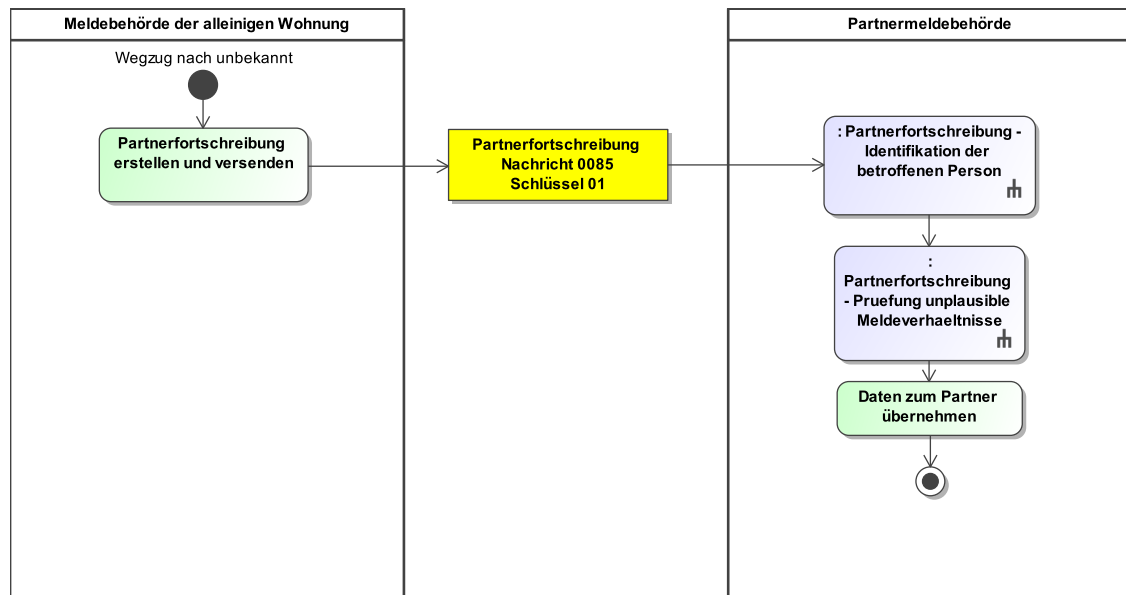 Meldebehörde der alleinigen Wohnung
Wegzug nach unbekannt
Partnerfortschreibung
erstellen und versenden
Partnerfortschreibung
Nachricht 0085
Schlüssel 01
Partnermeldebehörde
: Partnerfortschreibung -
Identifikation der
betroffenen Person
:
Partnerfortschreibung
- Pruefung unplausible
Meldeverhaeltnisse
Daten zum Partner
übernehmen